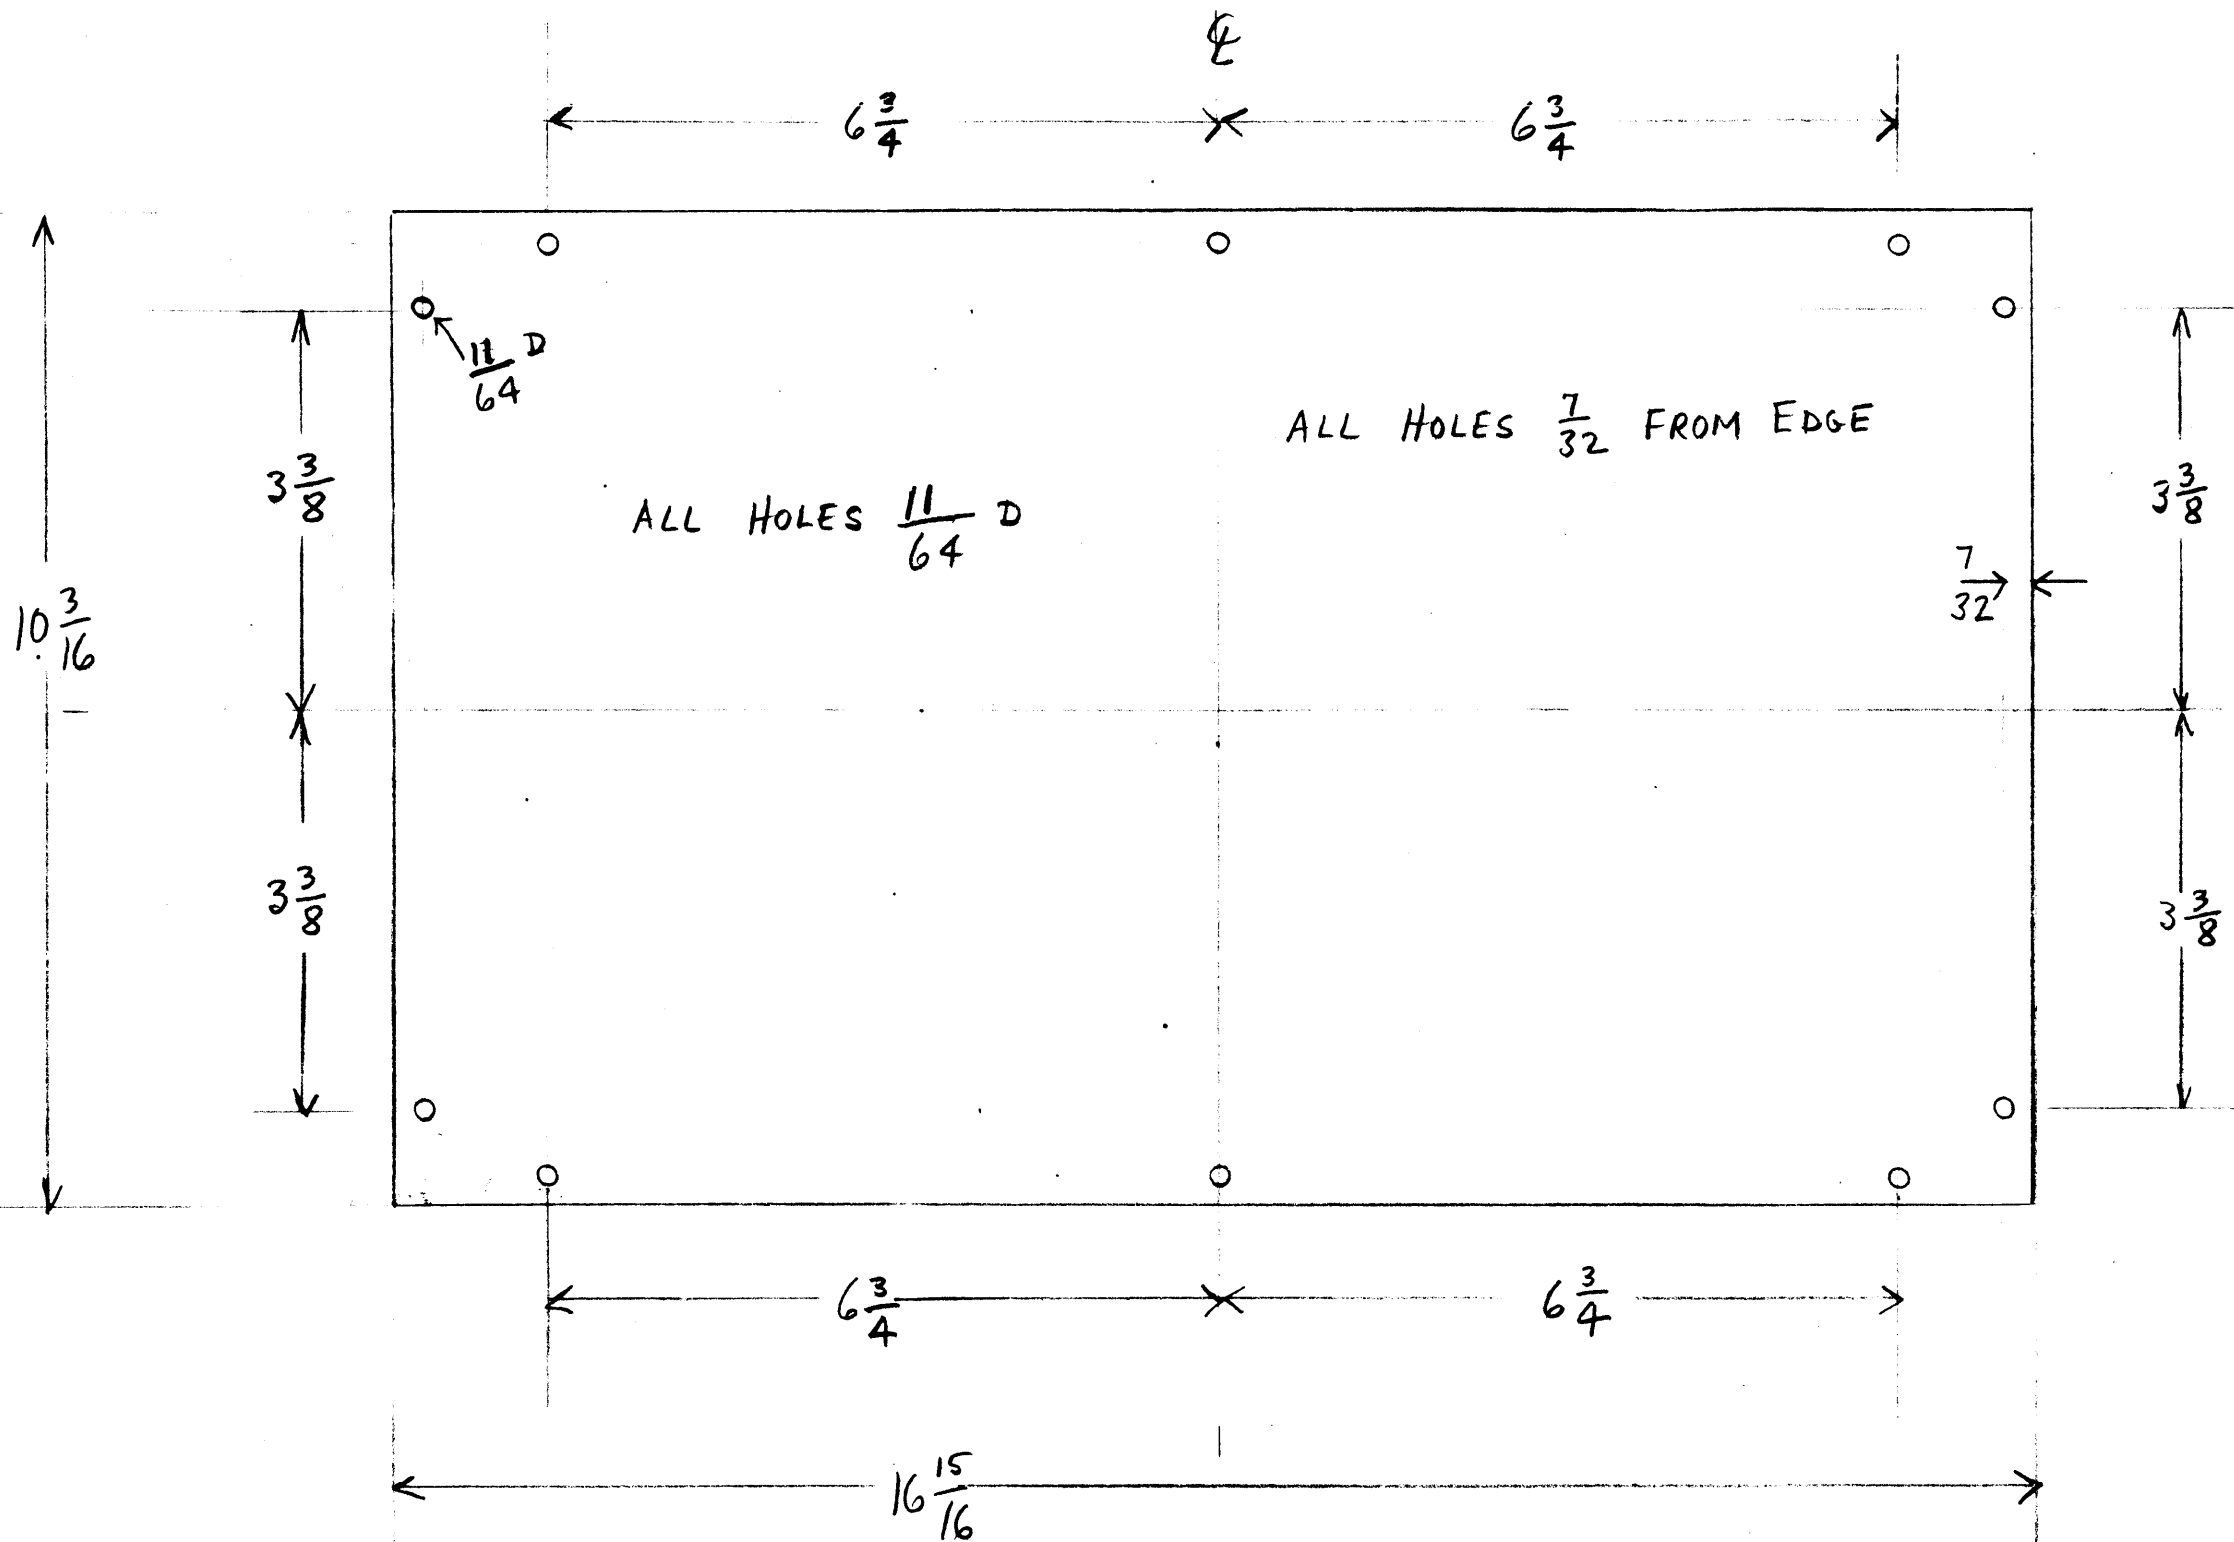 ℄
6 3/4 6 3/4
11/64 D
ALL HOLES 7/32 FROM EDGE
3 3/8 3 3/8
ALL HOLES 11/64 D
7/32
10 3/16
3 3/8 3 3/8
6 3/4 6 3/4
16 15/16